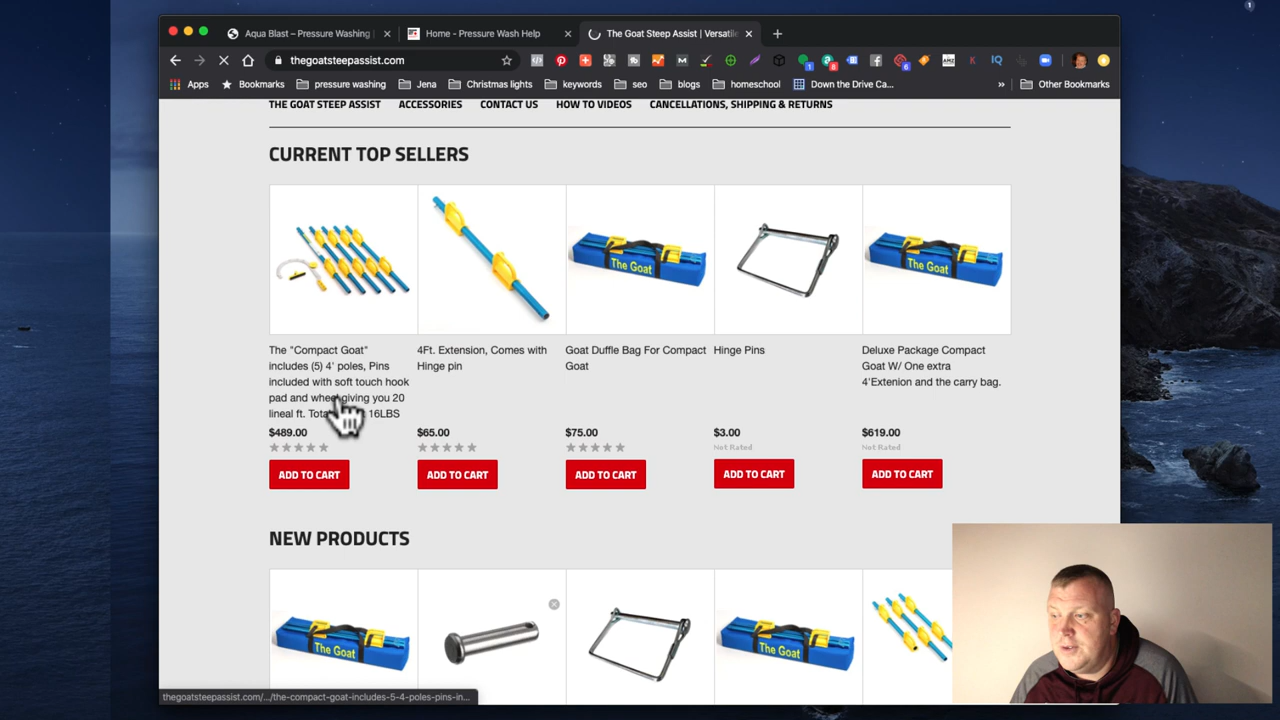 1
Aqua Blast – Pressure Washing
Home - Pressure Wash Help
The Goat Steep Assist | Versatile
thegoatsteepassist.com
Apps
Bookmarks
pressure washing
Jena
Christmas lights
keywords
seo
blogs
homeschool
Down the Drive Ca...
»
Other Bookmarks
THE GOAT STEEP ASSIST
ACCESSORIES
CONTACT US
HOW TO VIDEOS
CANCELLATIONS, SHIPPING & RETURNS
CURRENT TOP SELLERS
The Goat
The Goat
The "Compact Goat"
includes (5) 4' poles, Pins
included with soft touch hook
pad and wheel giving you 20
lineal ft. 16LBS
$489.00
ADD TO CART
4Ft. Extension, Comes with
Hinge pin
$65.00
ADD TO CART
Goat Duffle Bag For Compact
Goat
$75.00
ADD TO CART
Hinge Pins
$3.00
Not Rated
ADD TO CART
Deluxe Package Compact
Goat W/ One extra
4'Extenion and the carry bag.
$619.00
Not Rated
ADD TO CART
NEW PRODUCTS
The Goat
The Goat
thegoatsteepassist.com/.../the-compact-goat-includes-5-4-poles-pins-in...